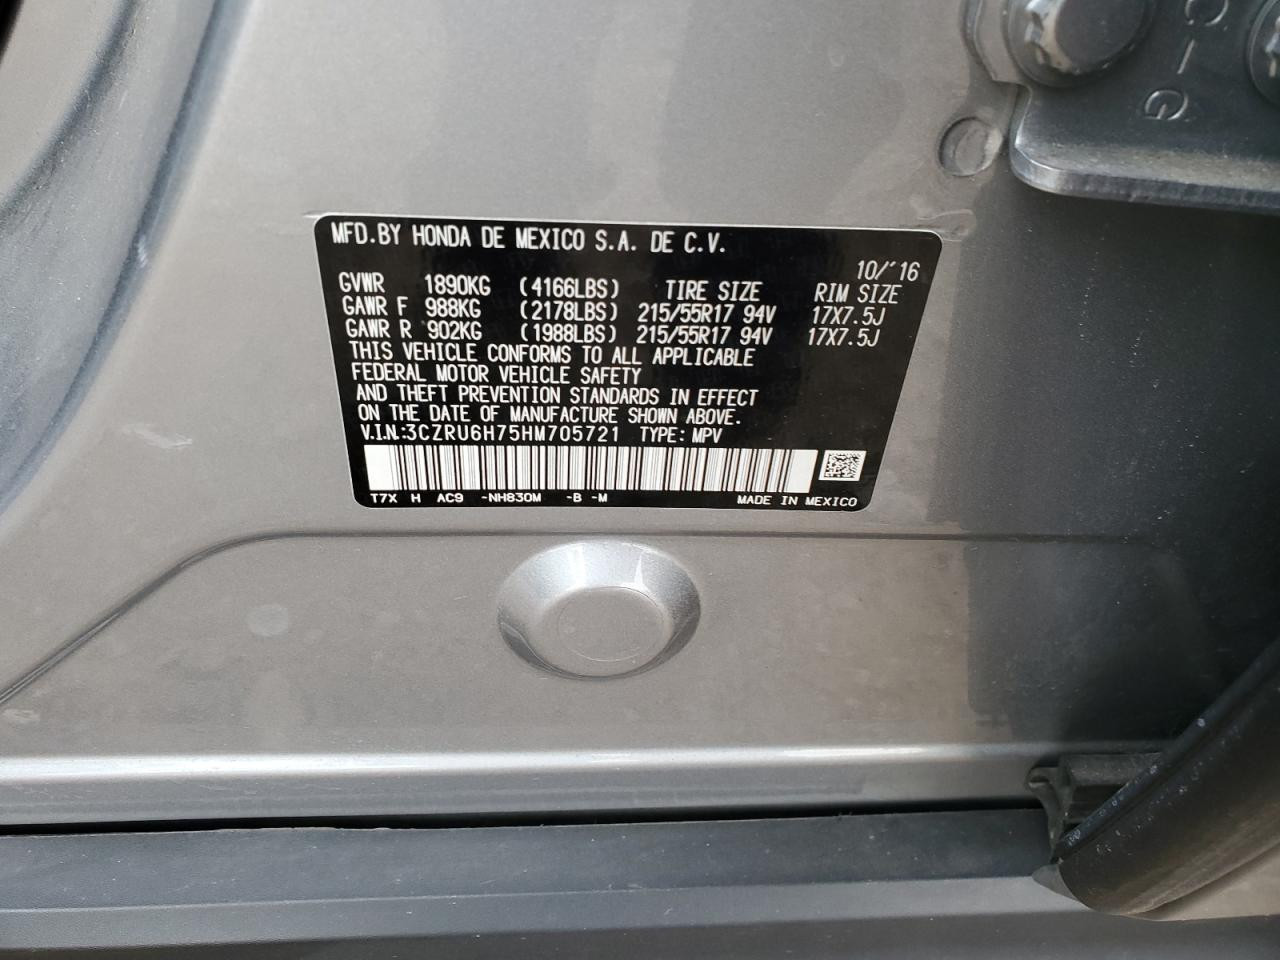 C-G
MFD.BY HONDA DE MEXICO S.A. DE C.V.
10/'16
GVWR 1890KG (4166LBS) TIRE SIZE RIM SIZE
GAWR F 988KG (2178LBS) 215/55R17 94V 17X7.5J
GAWR R 902KG (1988LBS) 215/55R17 94V 17X7.5J
THIS VEHICLE CONFORMS TO ALL APPLICABLE
FEDERAL MOTOR VEHICLE SAFETY
AND THEFT PREVENTION STANDARDS IN EFFECT
ON THE DATE OF MANUFACTURE SHOWN ABOVE.
V.I.N:3CZRU6H75HM705721 TYPE: MPV
T7X H AC9 -NH830M -B -M MADE IN MEXICO